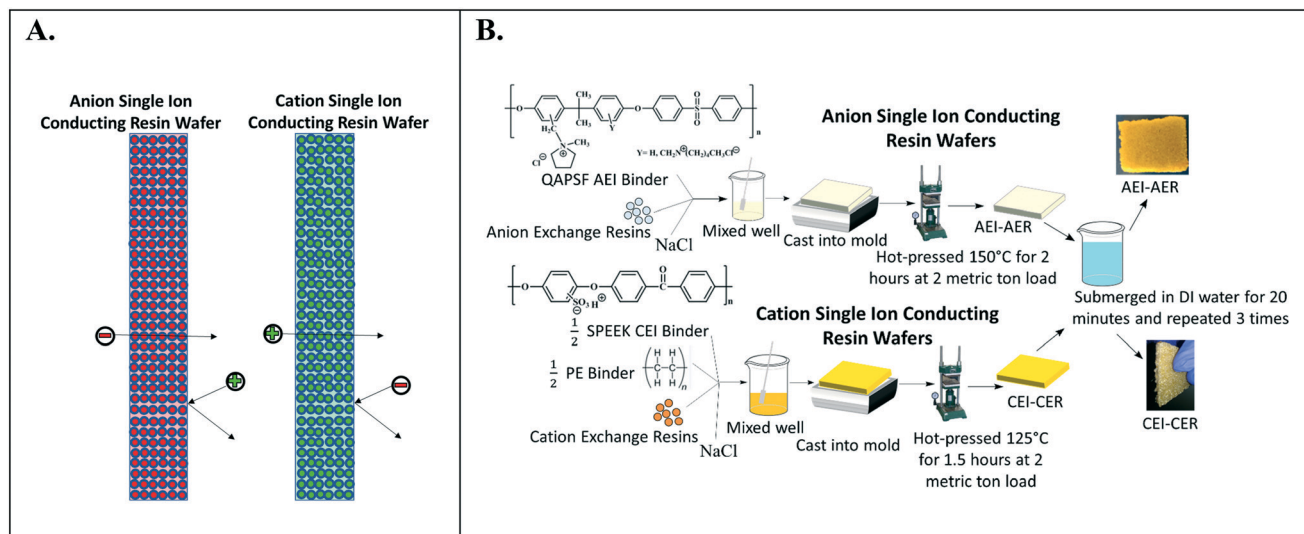 A.
Anion Single Ion
Conducting Resin Wafer
Cation Single Ion
Conducting Resin Wafer
B.
O
CH3
CH3
O
O
S
O
n
H2C
Y
N
CH3
Cl⊖
Y= H, CH2N⊕(CH2)4CH3Cl⊖
QAPSF AEI Binder
Anion Exchange Resins
NaCl
Mixed well
Anion Single Ion Conducting
Resin Wafers
Cast into mold
Hot-pressed 150°C for 2
hours at 2 metric ton load
AEI-AER
AEI-AER
Submerged in DI water for 20
minutes and repeated 3 times
O
O
O
C
n
SO3H⊕
⊖
1/2 SPEEK CEI Binder
1/2 PE Binder
H H
C-C
H H
n
Cation Exchange Resins
NaCl
Mixed well
Cation Single Ion Conducting
Resin Wafers
Cast into mold
Hot-pressed 125°C
for 1.5 hours at 2
metric ton load
CEI-CER
CEI-CER